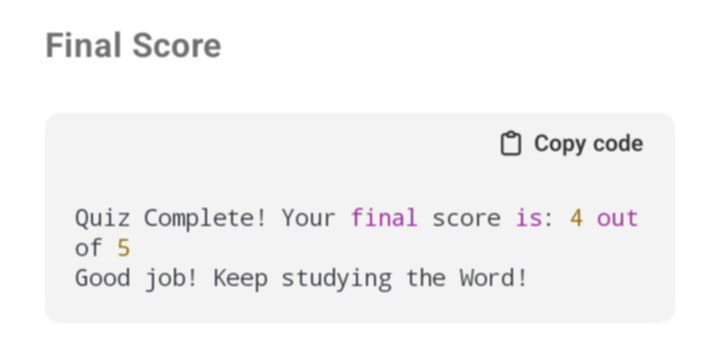 Final Score
Copy code
Quiz Complete! Your final score is: 4 out
of 5
Good job! Keep studying the Word!